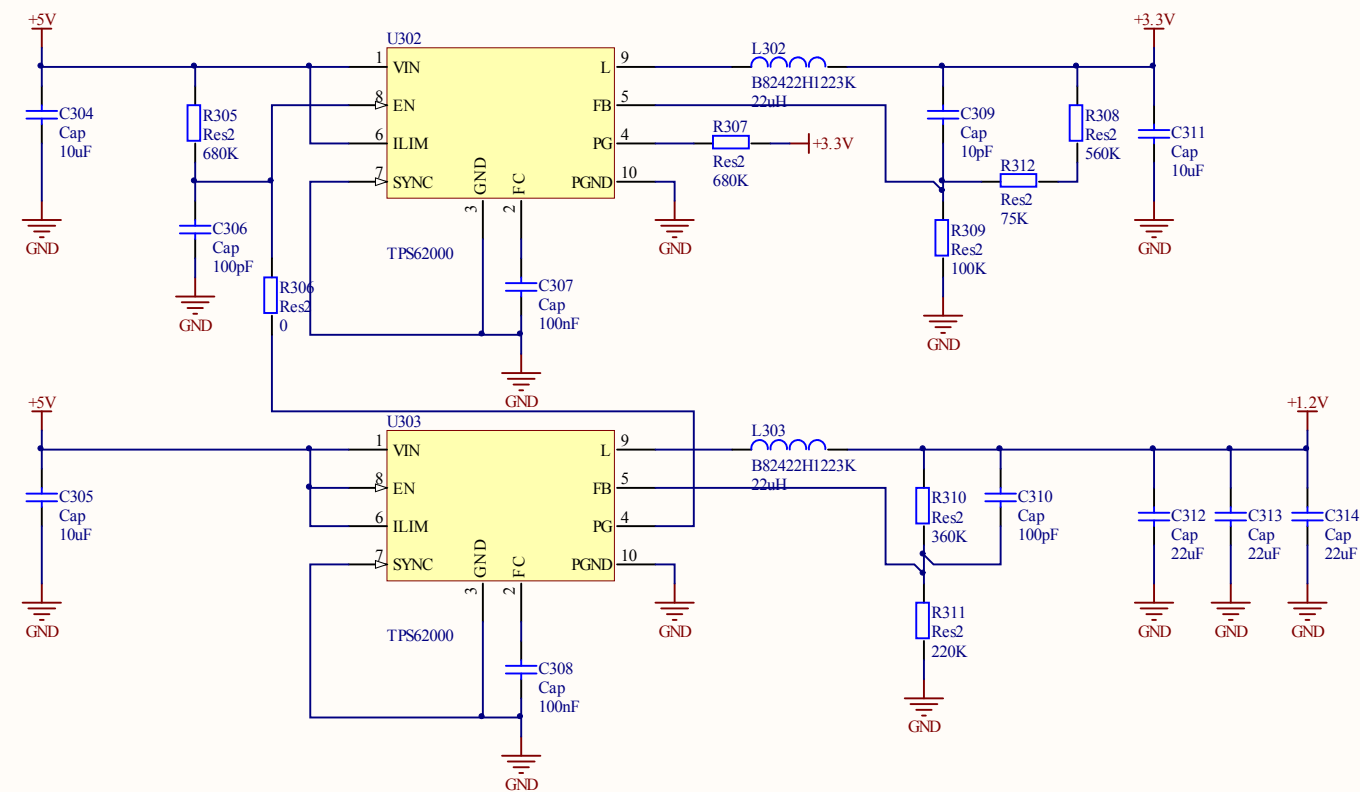 +5V
U302
+3.3V
1
VIN
L
9
L302
B82422H1223K
22uH
8
EN
FB
5
C304
Cap
10uF
R305
Res2
680K
6
ILIM
PG
4
R307
Res2
680K
+3.3V
C309
Cap
10pF
R308
Res2
560K
C311
Cap
10uF
7
SYNC
GND
FC
PGND
10
3
2
R312
Res2
75K
GND
C306
Cap
100pF
TPS62000
GND
R309
Res2
100K
GND
GND
R306
Res2
0
C307
Cap
100nF
GND
GND
GND
+5V
U303
+1.2V
1
VIN
L
9
L303
B82422H1223K
22uH
8
EN
FB
5
C305
Cap
10uF
6
ILIM
PG
4
R310
Res2
360K
C310
Cap
100pF
C312
Cap
22uF
C313
Cap
22uF
C314
Cap
22uF
7
SYNC
GND
FC
PGND
10
3
2
GND
TPS62000
GND
R311
Res2
220K
GND
GND
GND
C308
Cap
100nF
GND
GND